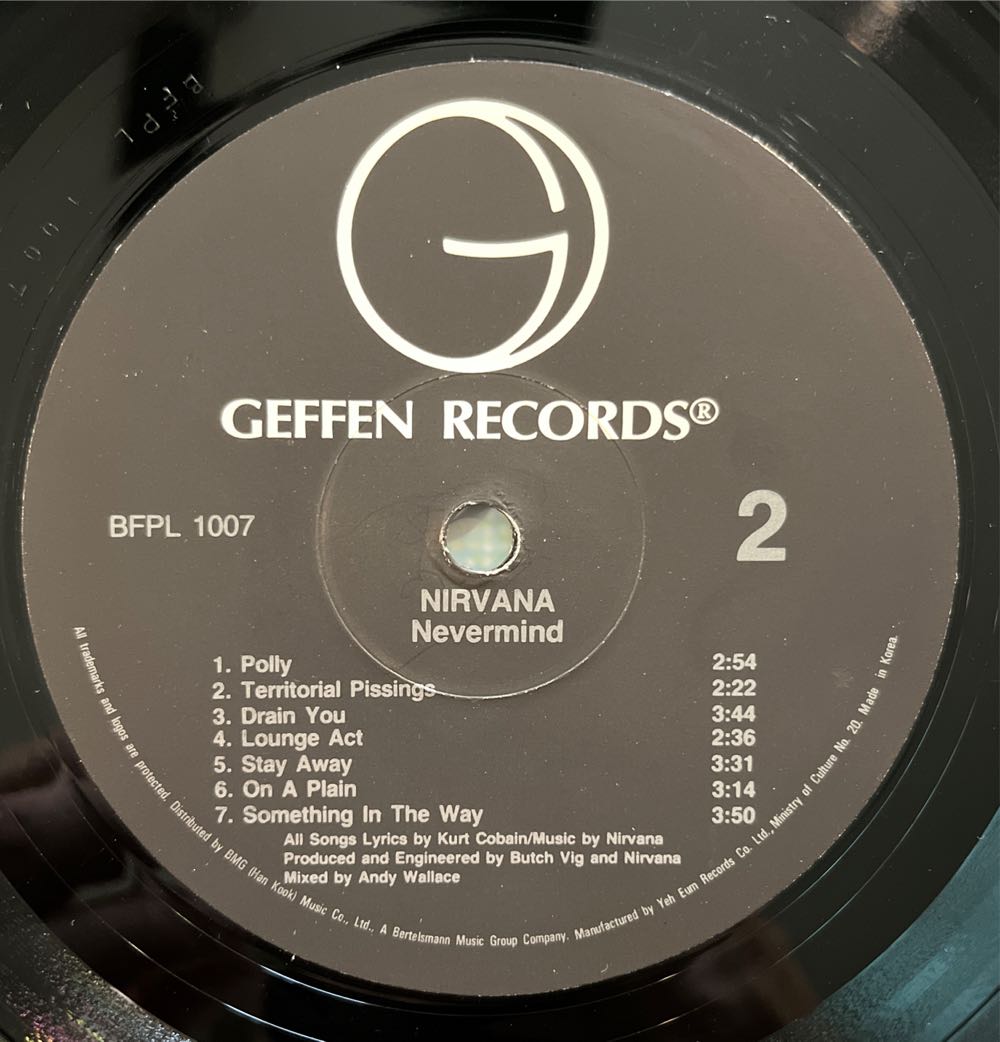 BFPL 1007
GEFFEN RECORDS®
BFPL 1007
2
NIRVANA
Nevermind
1. Polly 2:54
2. Territorial Pissings 2:22
3. Drain You 3:44
4. Lounge Act 2:36
5. Stay Away 3:31
6. On A Plain 3:14
7. Something In The Way 3:50
All Songs Lyrics by Kurt Cobain/Music by Nirvana
Produced and Engineered by Butch Vig and Nirvana
Mixed by Andy Wallace
All trademarks and logos are protected. Distributed by BMG (Han Kook) Music Co., Ltd., A Bertelsmann Music Group Company. Manufactured by Yeh Eum Records Co. Ltd., Ministry of Culture No. 20. Made in Korea.